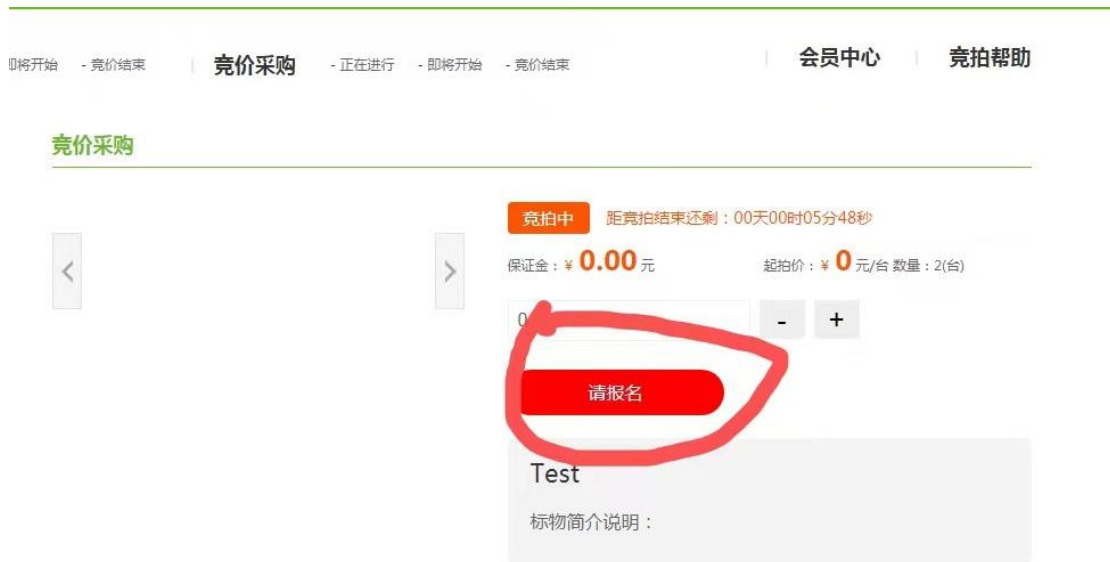 即将开始 - 竞价结束 竞价采购 - 正在进行 - 即将开始 - 竞价结束 会员中心 竞拍帮助
竞价采购
竞拍中 距竞拍结束还剩：00天00时05分48秒
保证金：¥ 0.00 元 起拍价：¥ 0 元/台 数量：2(台)
0 - +
请报名
Test
标物简介说明：